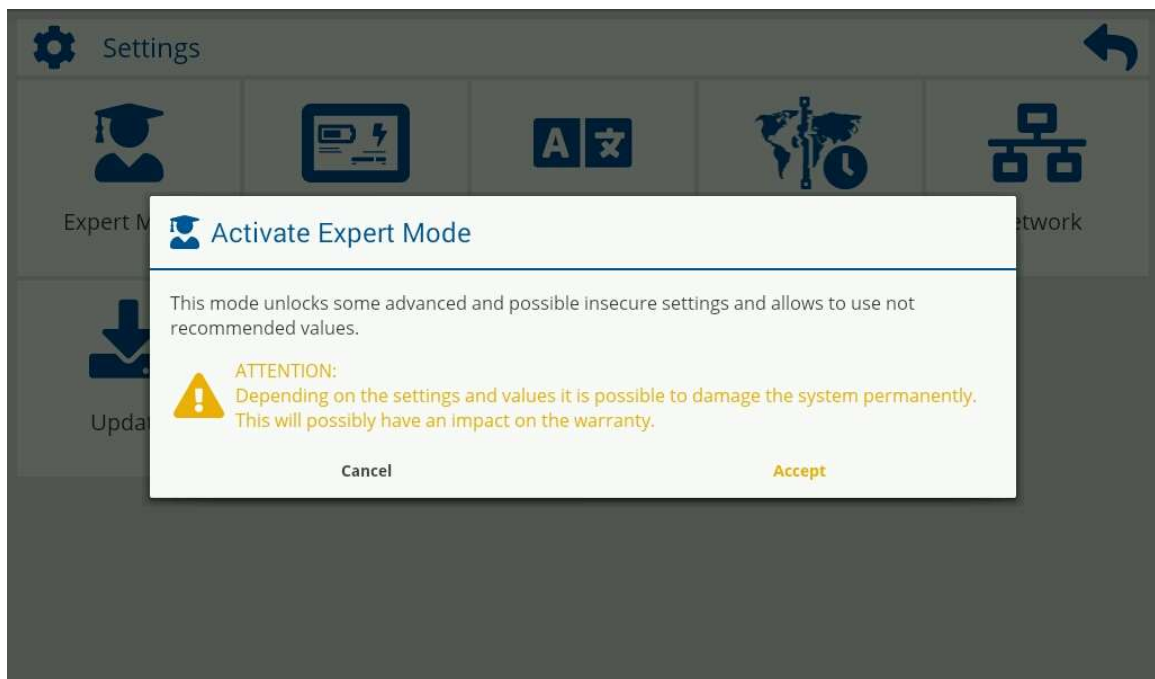 Settings
Expert M
etwork
Activate Expert Mode
This mode unlocks some advanced and possible insecure settings and allows to use not
recommended values.
ATTENTION:
Depending on the settings and values it is possible to damage the system permanently.
This will possibly have an impact on the warranty.
Updat
Cancel
Accept